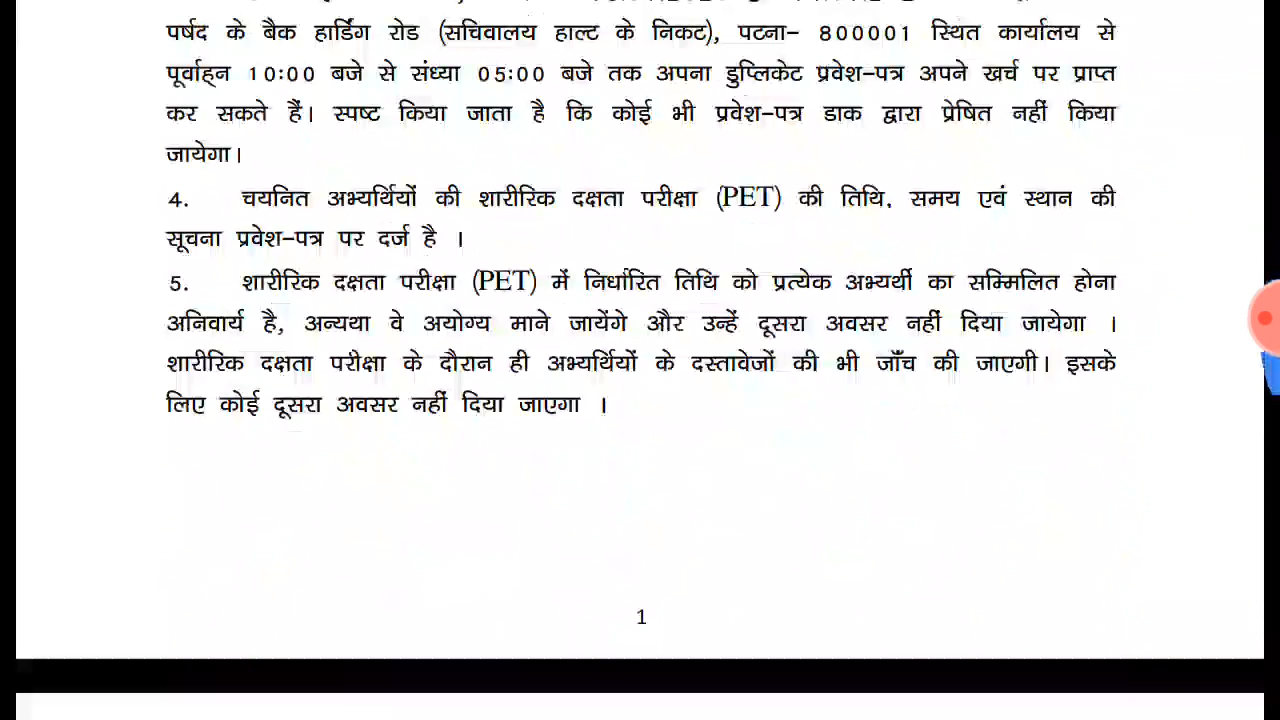 पर्षद के बैक हार्डिंग रोड (सचिवालय हाल्ट के निकट), पटना– 800001 स्थित कार्यालय से
पूर्वाह्न 10:00 बजे से संध्या 05:00 बजे तक अपना डुप्लिकेट प्रवेश–पत्र अपने खर्च पर प्राप्त
कर सकते हैं। स्पष्ट किया जाता है कि कोई भी प्रवेश–पत्र डाक द्वारा प्रेषित नहीं किया
जायेगा।
4. चयनित अभ्यर्थियों की शारीरिक दक्षता परीक्षा (PET) की तिथि, समय एवं स्थान की
सूचना प्रवेश–पत्र पर दर्ज है ।
5. शारीरिक दक्षता परीक्षा (PET) में निर्धारित तिथि को प्रत्येक अभ्यर्थी का सम्मिलित होना
अनिवार्य है, अन्यथा वे अयोग्य माने जायेंगे और उन्हें दूसरा अवसर नहीं दिया जायेगा ।
शारीरिक दक्षता परीक्षा के दौरान ही अभ्यर्थियों के दस्तावेजों की भी जाँच की जाएगी। इसके
लिए कोई दूसरा अवसर नहीं दिया जाएगा ।
1